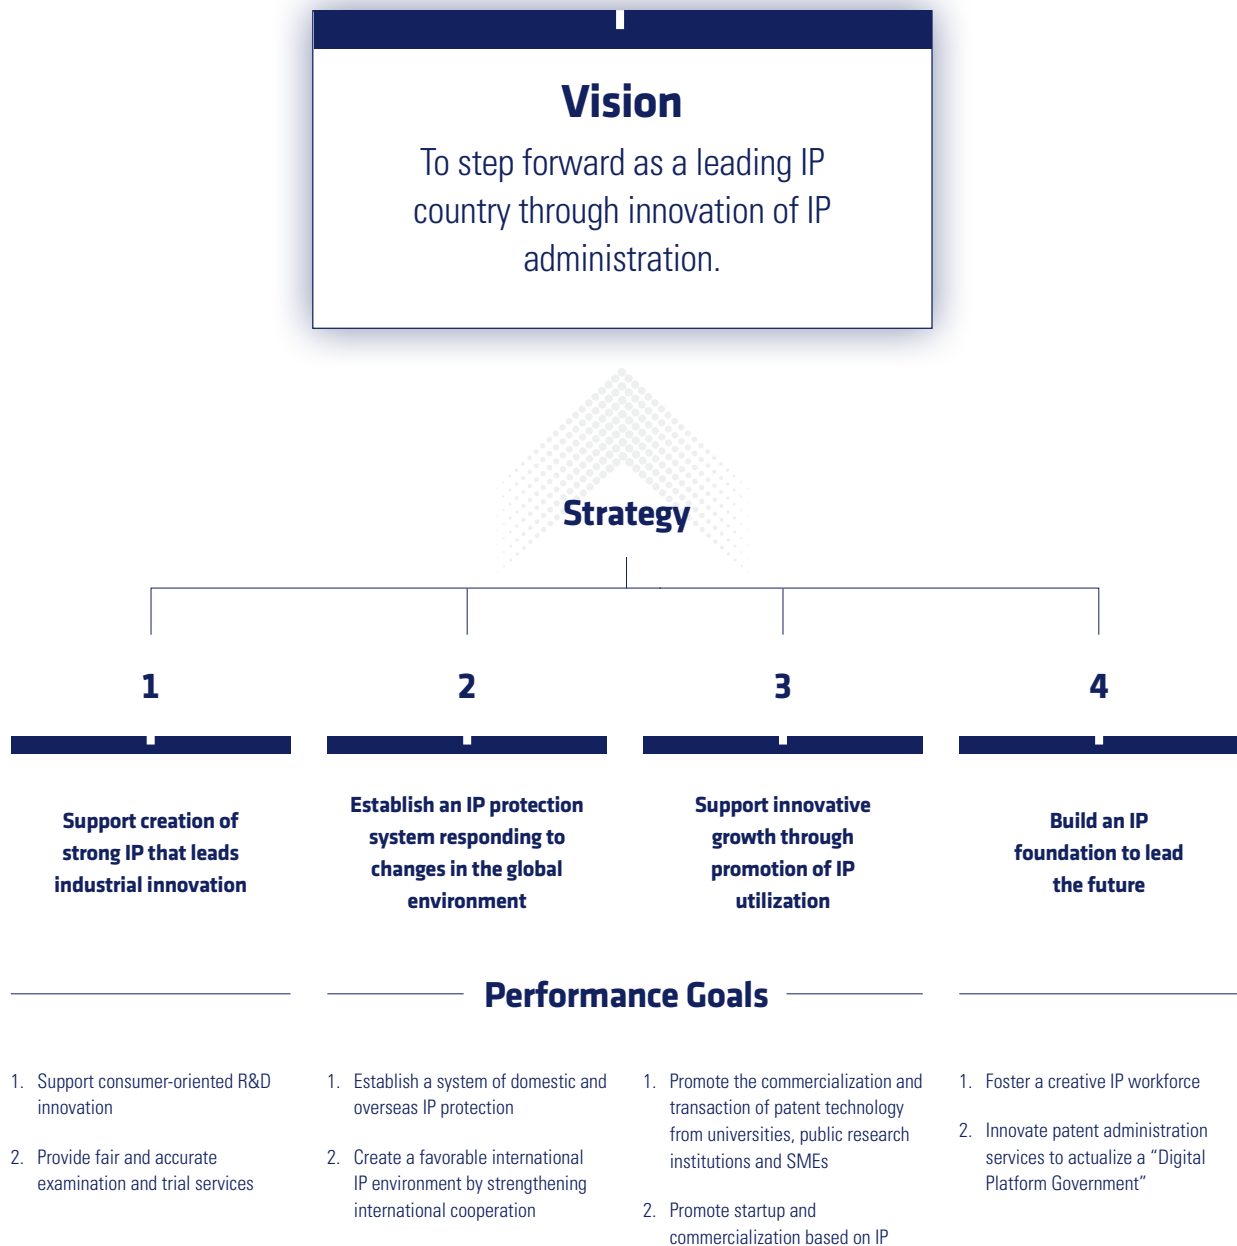 Vision
To step forward as a leading IP
country through innovation of IP
administration.
Strategy
1
Support creation of
strong IP that leads
industrial innovation
2
Establish an IP protection
system responding to
changes in the global
environment
3
Support innovative
growth through
promotion of IP
utilization
4
Build an IP
foundation to lead
the future
Performance Goals
1. Support consumer-oriented R&D
innovation
2. Provide fair and accurate
examination and trial services
1. Establish a system of domestic and
overseas IP protection
2. Create a favorable international
IP environment by strengthening
international cooperation
1. Promote the commercialization and
transaction of patent technology
from universities, public research
institutions and SMEs
2. Promote startup and
commercialization based on IP
1. Foster a creative IP workforce
2. Innovate patent administration
services to actualize a “Digital
Platform Government”